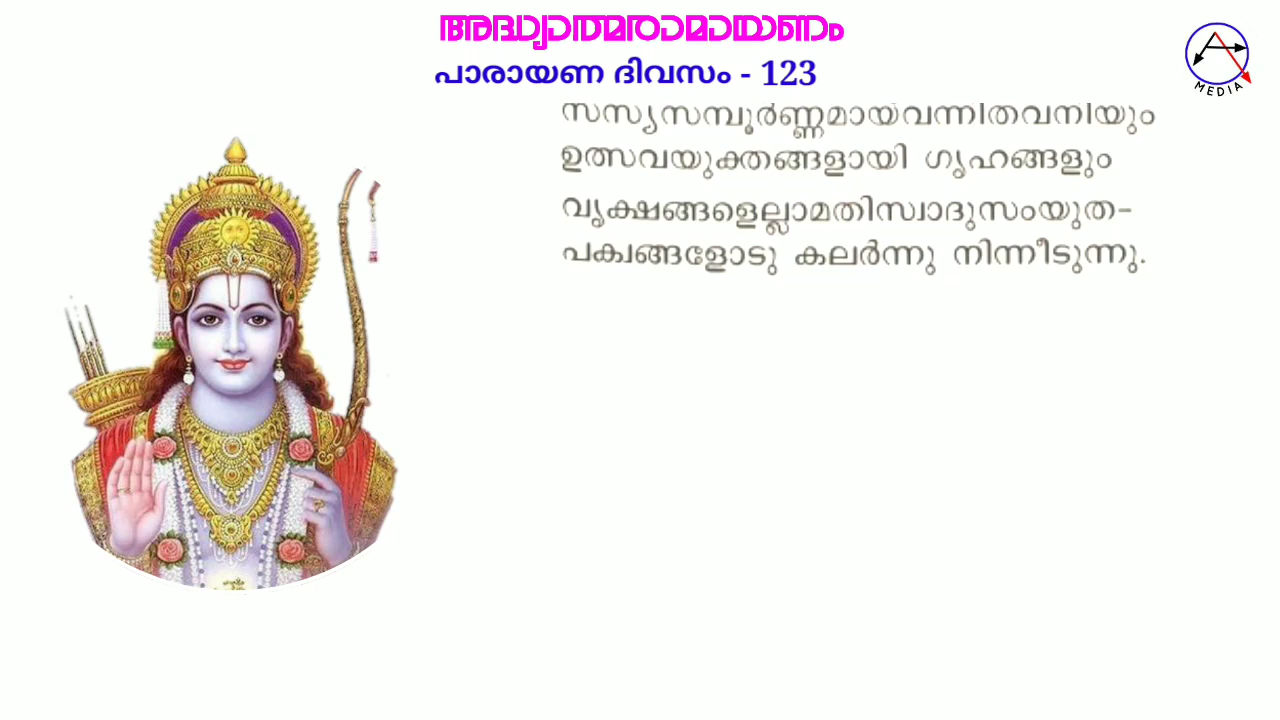 അദ്ധ്യാത്മരാമായണം
പാരായണ ദിവസം - 123
A MEDIA
സസ്യസമ്പൂർണ്ണമായ്‌വന്നിതവനിയും
ഉത്സവയുക്തങ്ങളായി ഗൃഹങ്ങളും
വൃക്ഷങ്ങളെല്ലാമതിസ്വാദുസംയുത-
പക്വങ്ങളോടു കലർന്നു നിന്നീടുന്നു.